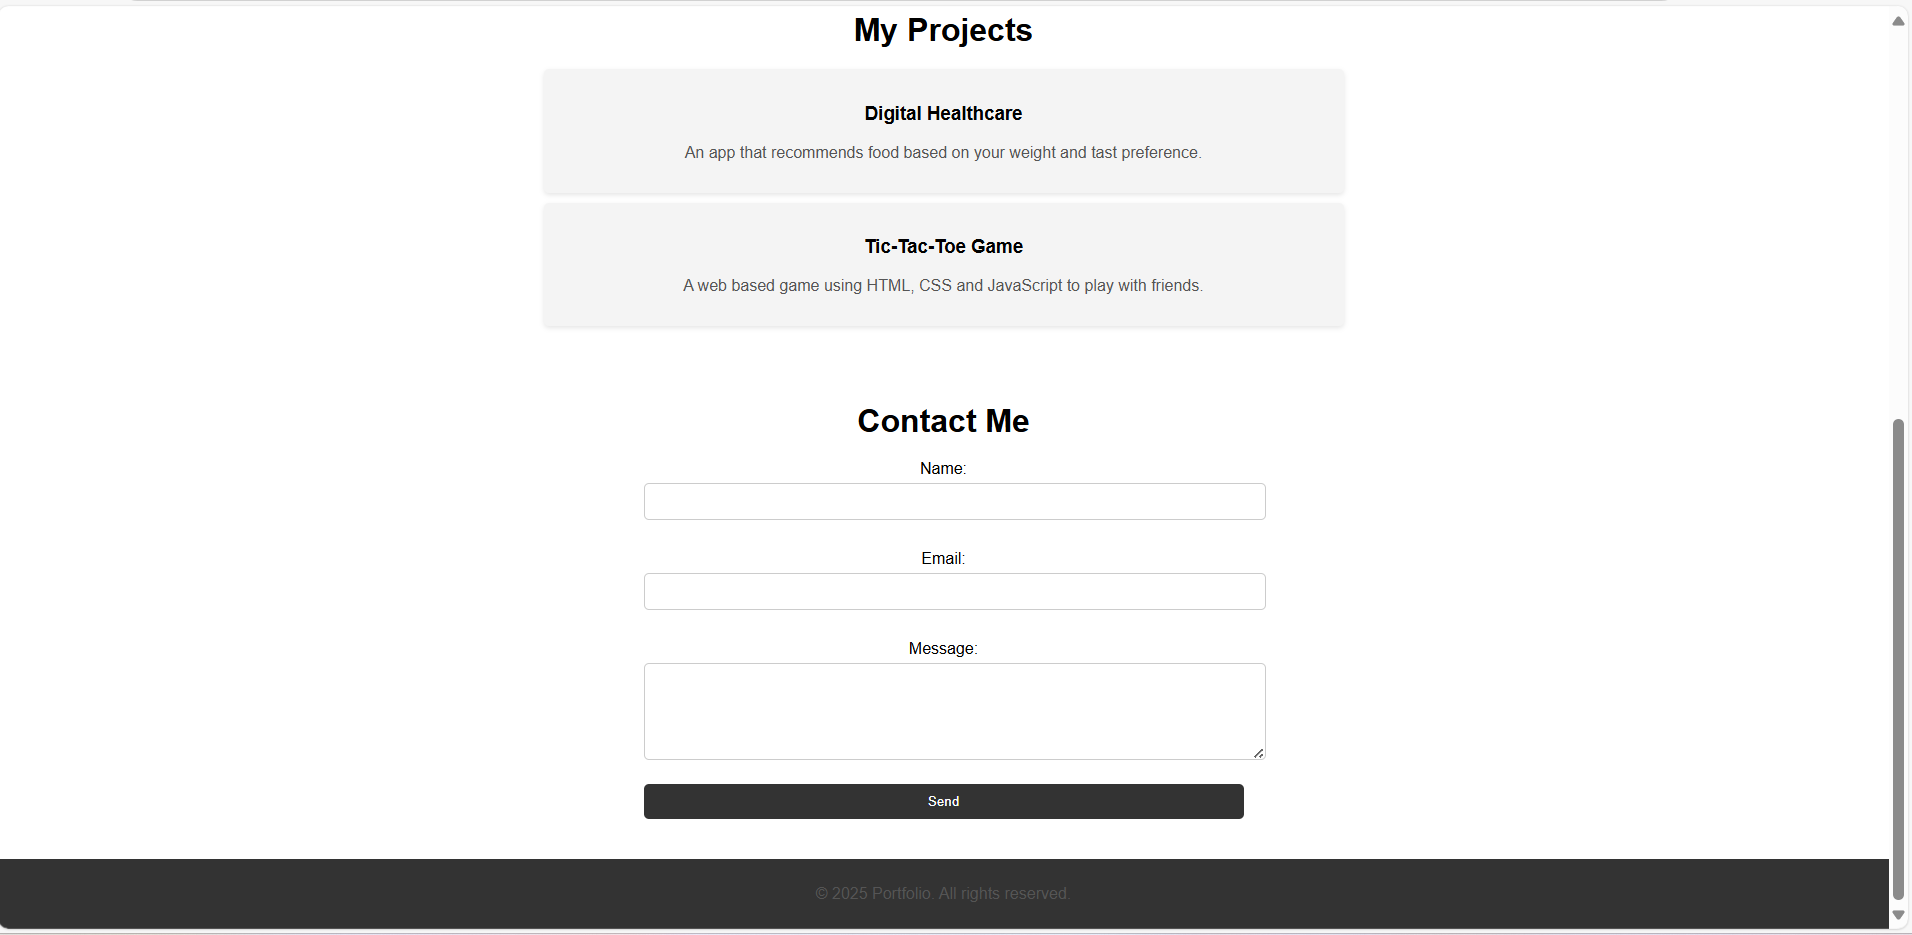 My Projects
Digital Healthcare
An app that recommends food based on your weight and tast preference.
Tic-Tac-Toe Game
A web based game using HTML, CSS and JavaScript to play with friends.
Contact Me
Name:
Email:
Message:
Send
© 2025 Portfolio. All rights reserved.